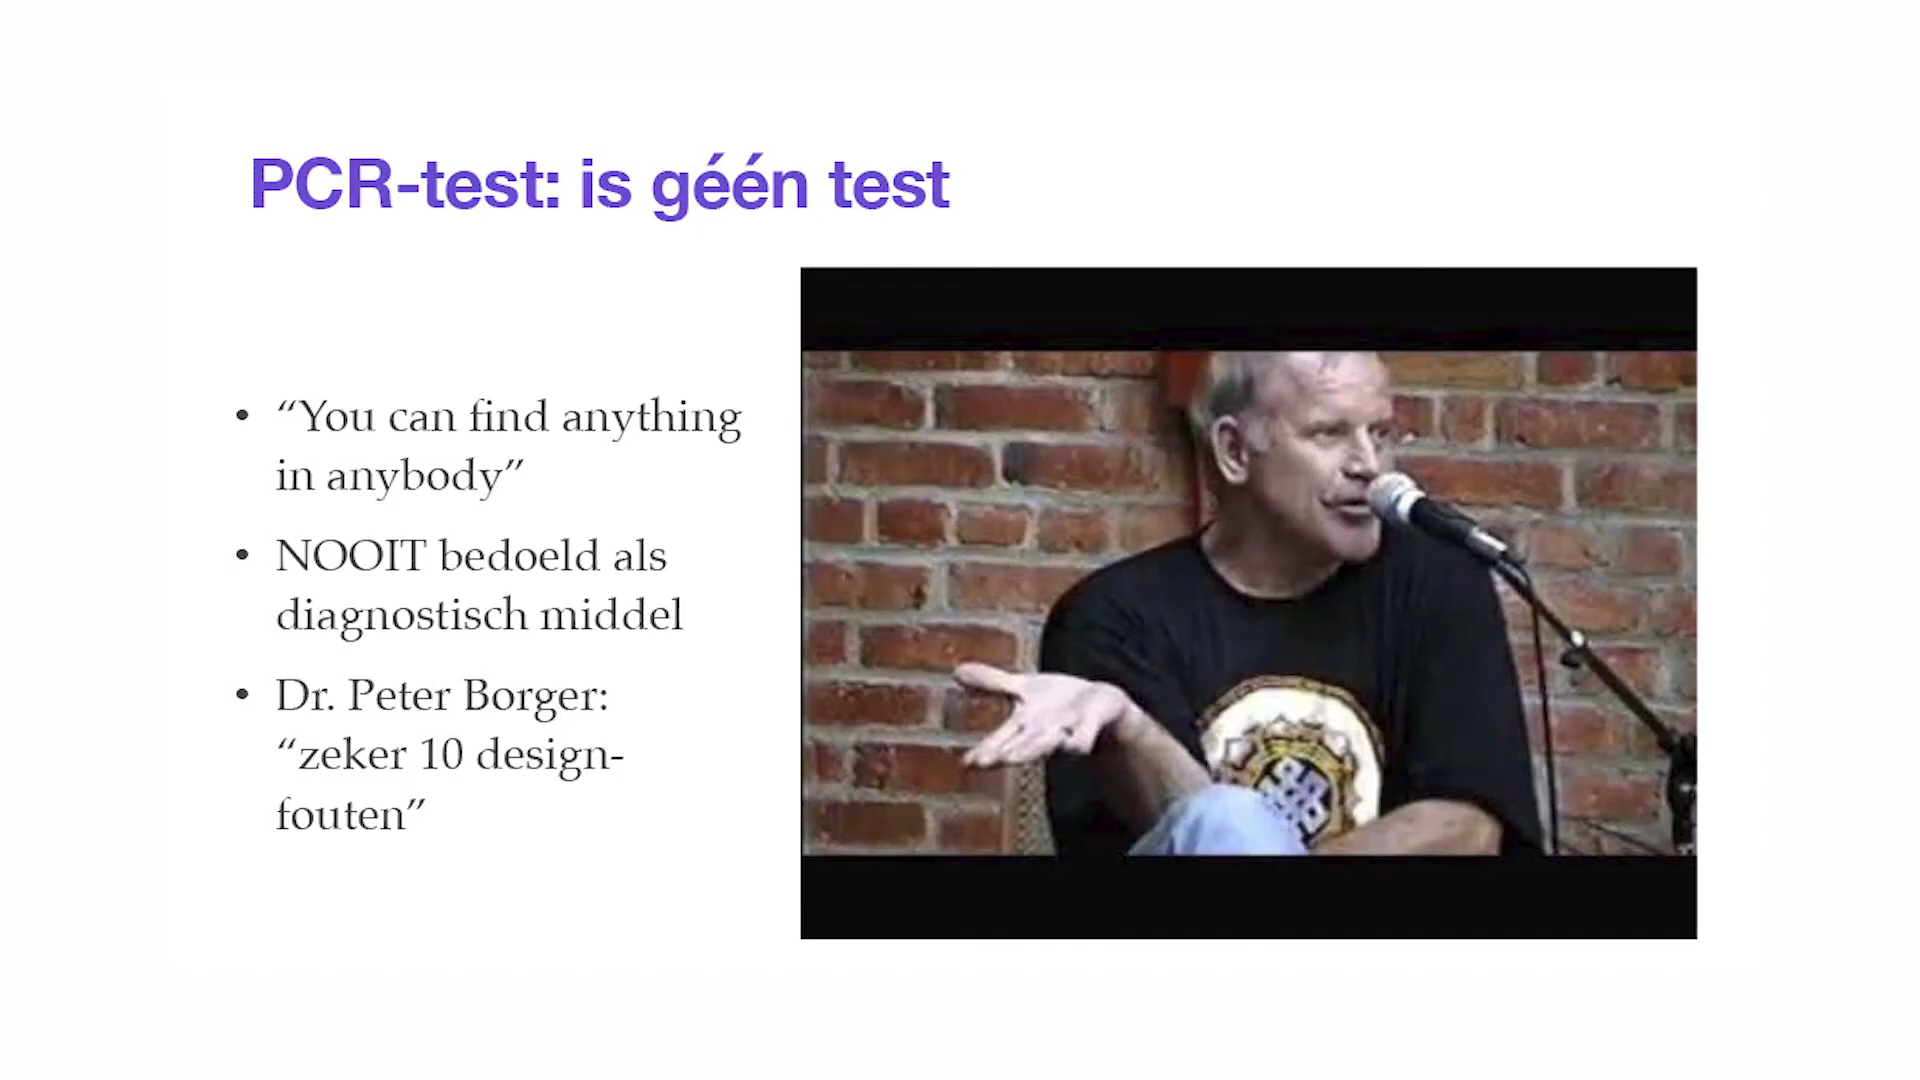 PCR-test: is géén test
• “You can find anything
in anybody”
• NOOIT bedoeld als
diagnostisch middel
• Dr. Peter Borger:
“zeker 10 design-
fouten”